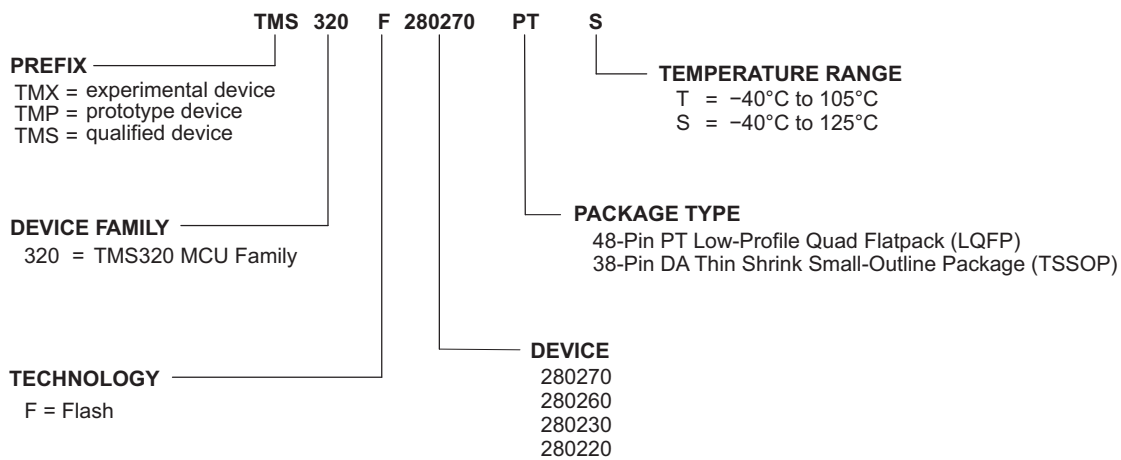 TMS 320 F 280270 PT S
PREFIX
TMX = experimental device
TMP = prototype device
TMS = qualified device
TEMPERATURE RANGE
T = −40°C to 105°C
S = −40°C to 125°C
DEVICE FAMILY
320 = TMS320 MCU Family
PACKAGE TYPE
48-Pin PT Low-Profile Quad Flatpack (LQFP)
38-Pin DA Thin Shrink Small-Outline Package (TSSOP)
TECHNOLOGY
F = Flash
DEVICE
280270
280260
280230
280220